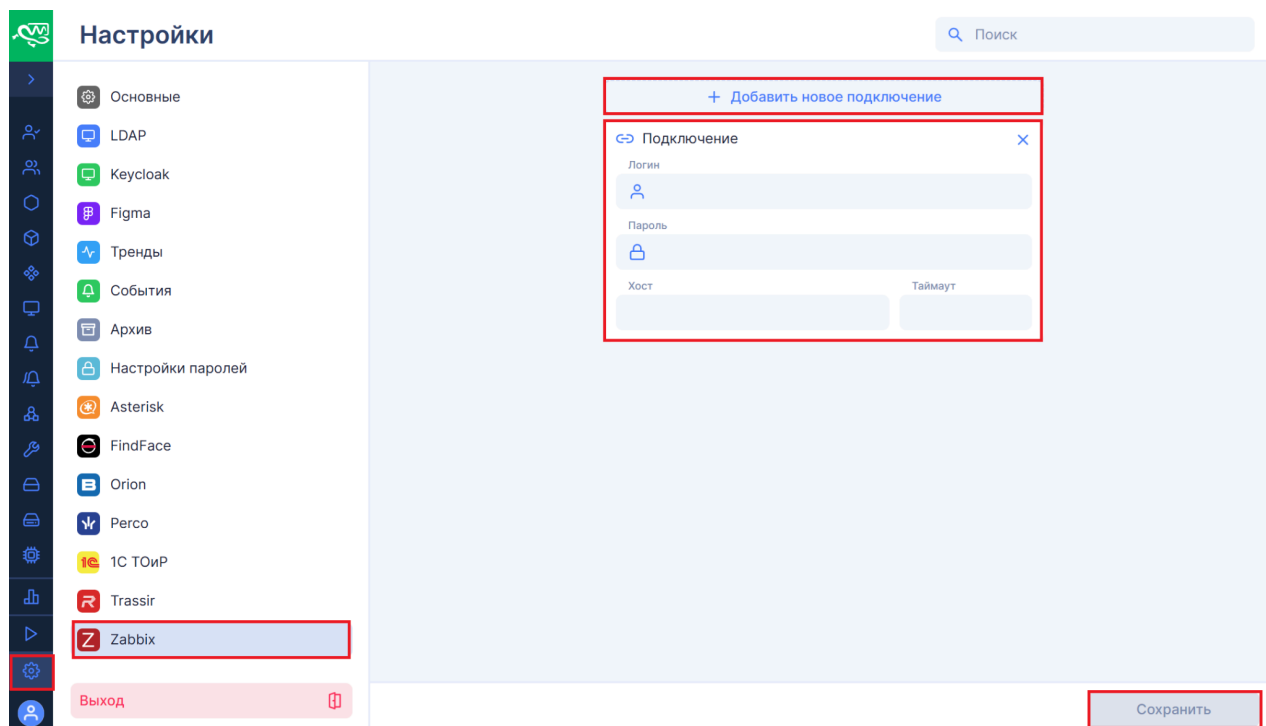 Настройки
Поиск
Основные
LDAP
Keycloak
Figma
Тренды
События
Архив
Настройки паролей
Asterisk
FindFace
Orion
Perco
1С ТОиР
Trassir
Zabbix
Выход
+ Добавить новое подключение
Подключение
Логин
Пароль
Хост Таймаут
Сохранить